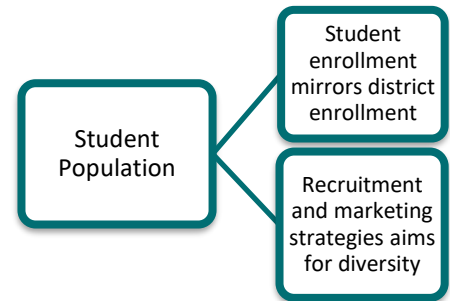 Student
Population
Student
enrollment
mirrors district
enrollment
Recruitment
and marketing
strategies aims
for diversity